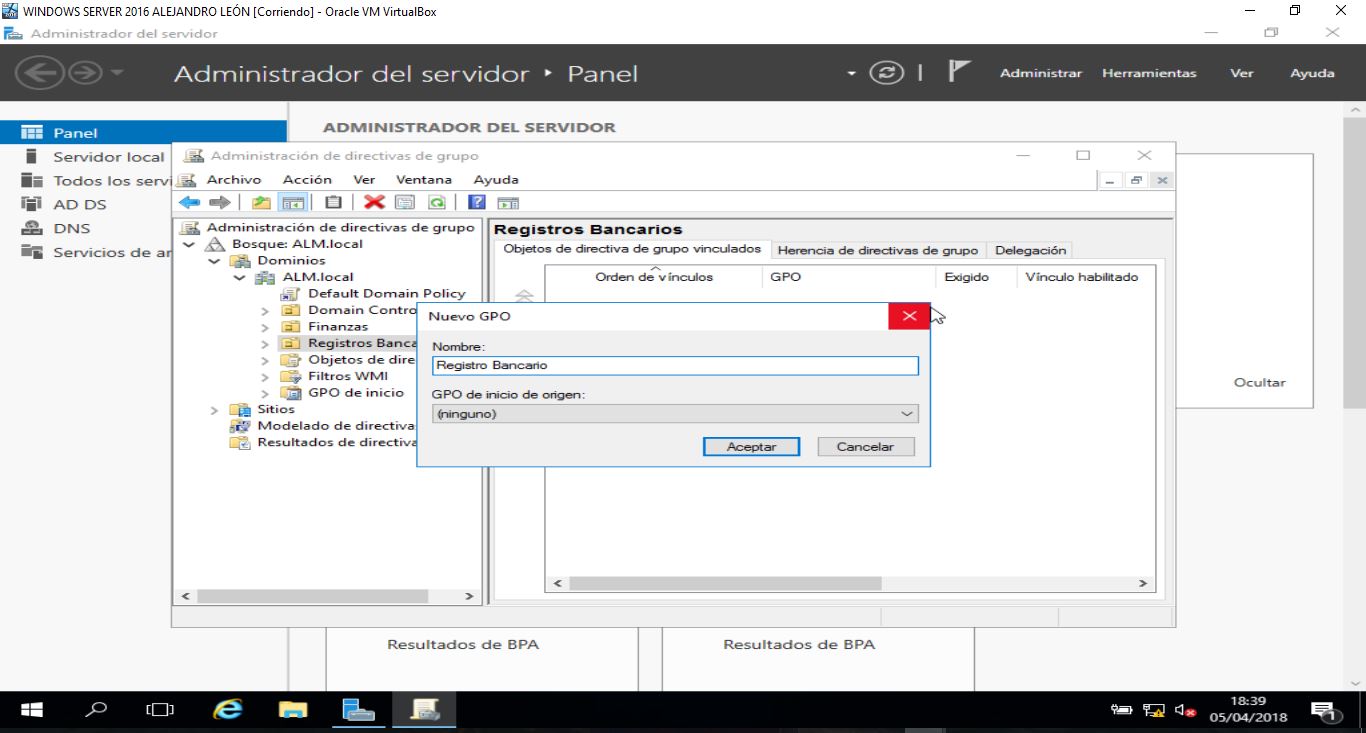 WINDOWS SERVER 2016 ALEJANDRO LEÓN [Corriendo] - Oracle VM VirtualBox
Administrador del servidor
Administrador del servidor ‣ Panel
Administrar Herramientas Ver Ayuda
Panel
Servidor local
Todos los servi
AD DS
DNS
Servicios de ar
ADMINISTRADOR DEL SERVIDOR
Administración de directivas de grupo
Archivo Acción Ver Ventana Ayuda
Administración de directivas de grupo
Bosque: ALM.local
Dominios
ALM.local
Default Domain Policy
Domain Contro
Finanzas
Registros Banca
Objetos de dire
Filtros WMI
GPO de inicio
Sitios
Modelado de directiva
Resultados de directiva
Registros Bancarios
Objetos de directiva de grupo vinculados Herencia de directivas de grupo Delegación
Orden de vínculos GPO Exigido Vínculo habilitado
Nuevo GPO
Nombre:
Registro Bancario
GPO de inicio de origen:
(ninguno)
Aceptar Cancelar
Ocultar
Resultados de BPA Resultados de BPA
18:39
05/04/2018
1